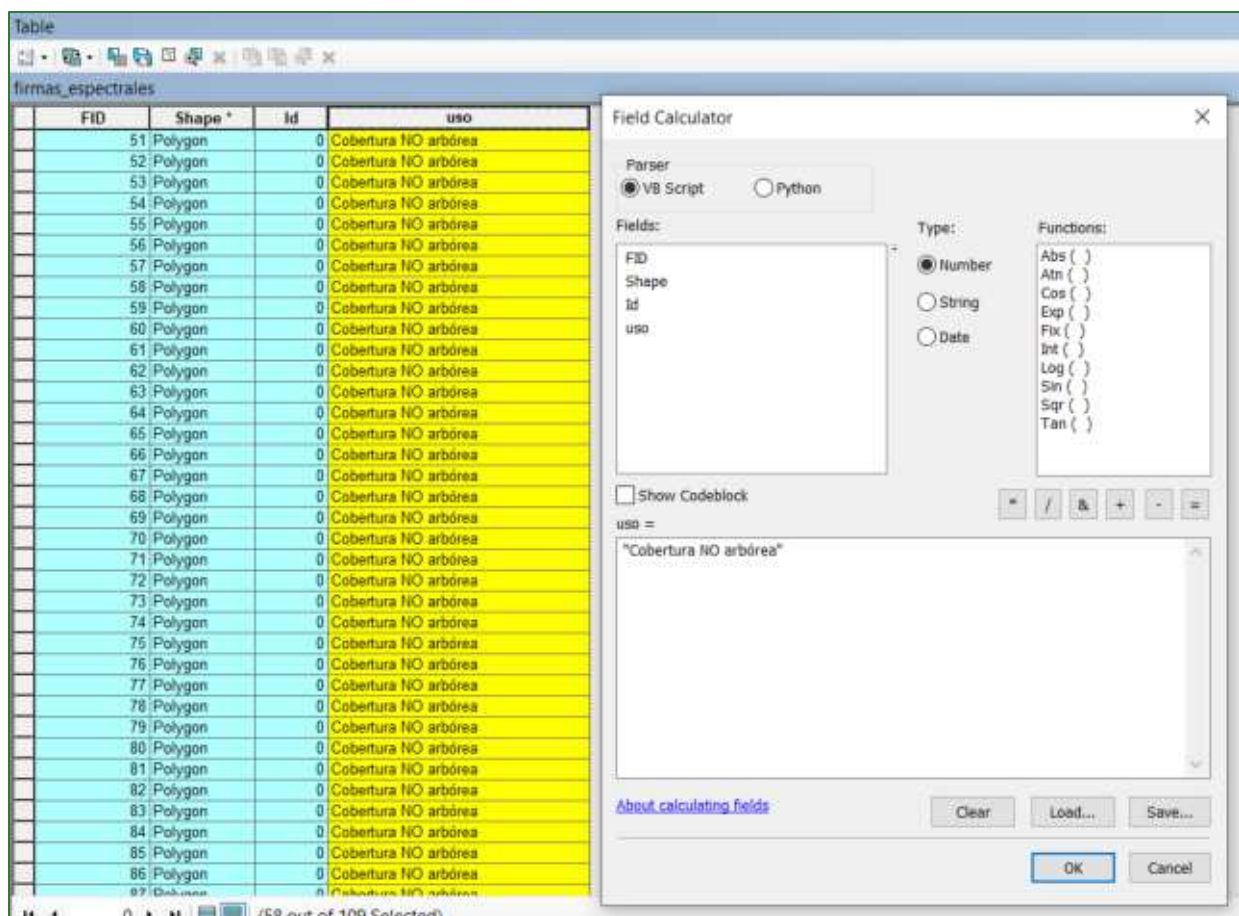 Table
firmas_espectrales
FID Shape * Id uso
51 Polygon 0 Cobertura NO arbórea
52 Polygon 0 Cobertura NO arbórea
53 Polygon 0 Cobertura NO arbórea
54 Polygon 0 Cobertura NO arbórea
55 Polygon 0 Cobertura NO arbórea
56 Polygon 0 Cobertura NO arbórea
57 Polygon 0 Cobertura NO arbórea
58 Polygon 0 Cobertura NO arbórea
59 Polygon 0 Cobertura NO arbórea
60 Polygon 0 Cobertura NO arbórea
61 Polygon 0 Cobertura NO arbórea
62 Polygon 0 Cobertura NO arbórea
63 Polygon 0 Cobertura NO arbórea
64 Polygon 0 Cobertura NO arbórea
65 Polygon 0 Cobertura NO arbórea
66 Polygon 0 Cobertura NO arbórea
67 Polygon 0 Cobertura NO arbórea
68 Polygon 0 Cobertura NO arbórea
69 Polygon 0 Cobertura NO arbórea
70 Polygon 0 Cobertura NO arbórea
71 Polygon 0 Cobertura NO arbórea
72 Polygon 0 Cobertura NO arbórea
73 Polygon 0 Cobertura NO arbórea
74 Polygon 0 Cobertura NO arbórea
75 Polygon 0 Cobertura NO arbórea
76 Polygon 0 Cobertura NO arbórea
77 Polygon 0 Cobertura NO arbórea
78 Polygon 0 Cobertura NO arbórea
79 Polygon 0 Cobertura NO arbórea
80 Polygon 0 Cobertura NO arbórea
81 Polygon 0 Cobertura NO arbórea
82 Polygon 0 Cobertura NO arbórea
83 Polygon 0 Cobertura NO arbórea
84 Polygon 0 Cobertura NO arbórea
85 Polygon 0 Cobertura NO arbórea
86 Polygon 0 Cobertura NO arbórea
87 Polygon 0 Cobertura NO arbórea
0 (58 out of 109 Selected)
Field Calculator
Parser
VB Script Python
Fields:
FID
Shape
Id
uso
Type:
Number
String
Date
Functions:
Abs ( )
Atn ( )
Cos ( )
Exp ( )
Fix ( )
Int ( )
Log ( )
Sin ( )
Sqr ( )
Tan ( )
Show Codeblock
* / & + - =
uso =
"Cobertura NO arbórea"
About calculating fields
Clear Load... Save...
OK Cancel